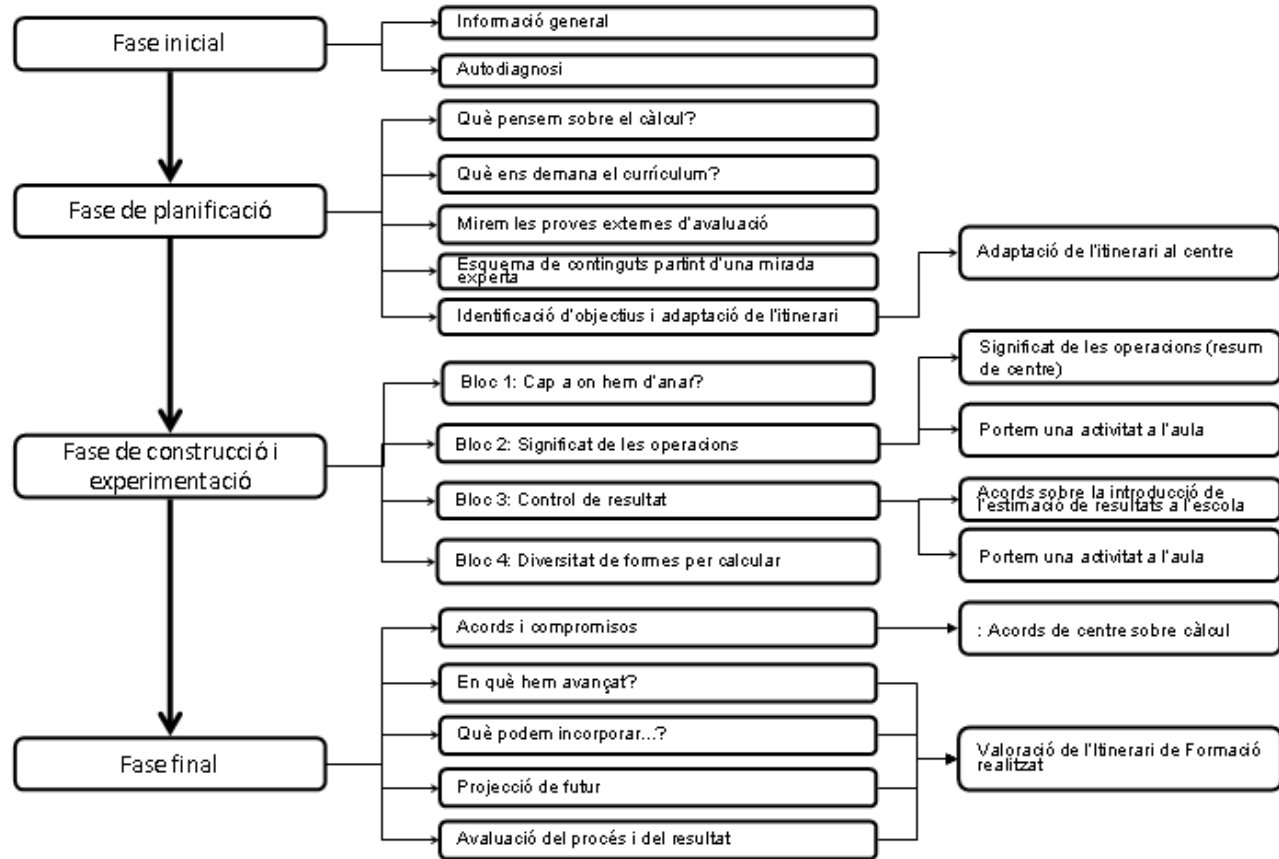 Fase inicial
Informació general
Autodiagnosi
Fase de planificació
Què pensem sobre el càlcul?
Què ens demana el currículum?
Mirem les proves externes d'avaluació
Esquema de continguts partint d'una mirada
experta
Identificació d'objectius i adaptació de l'itinerari
Adaptació de l'itinerari al centre
Fase de construcció i
experimentació
Bloc 1: Cap a on hem d'anar?
Bloc 2: Significat de les operacions
Significat de les operacions (resum
de centre)
Portem una activitat a l'aula
Bloc 3: Control de resultat
Acords sobre la introducció de
l'estimació de resultats a l'escola
Portem una activitat a l'aula
Bloc 4: Diversitat de formes per calcular
Fase final
Acords i compromisos
: Acords de centre sobre càlcul
En què hem avançat?
Què podem incorporar...?
Projecció de futur
Avaluació del procés i del resultat
Valoració de l'Itinerari de Formació
realitzat